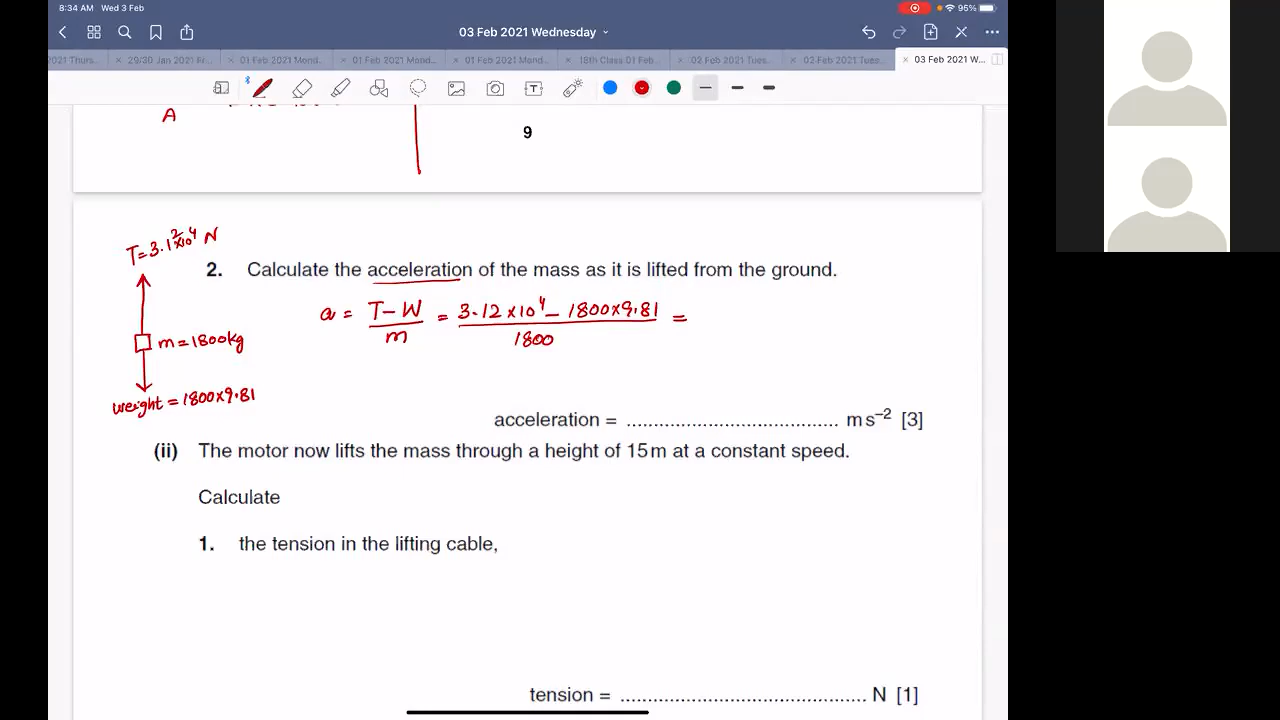 8:34 AM Wed 3 Feb
95%
03 Feb 2021 Wednesday
2021 Thurs..
29/30 Jan 2021 Fr...
01 Feb 2021 Mond...
01 Feb 2021 Mond...
01 Feb 2021 Mond...
18th Class 01 Feb...
02 Feb 2021 Tues...
02 Feb 2021 Tues...
03 Feb 2021 W...
A
9
T=3.12×10⁴ N
2. Calculate the acceleration of the mass as it is lifted from the ground.
a = T-W / m = 3.12×10⁴ - 1800×9.81 / 1800 =
m=1800kg
weight = 1800×9.81
acceleration = ........................................ m s⁻² [3]
(ii) The motor now lifts the mass through a height of 15 m at a constant speed.
Calculate
1. the tension in the lifting cable,
tension = .............................................. N [1]